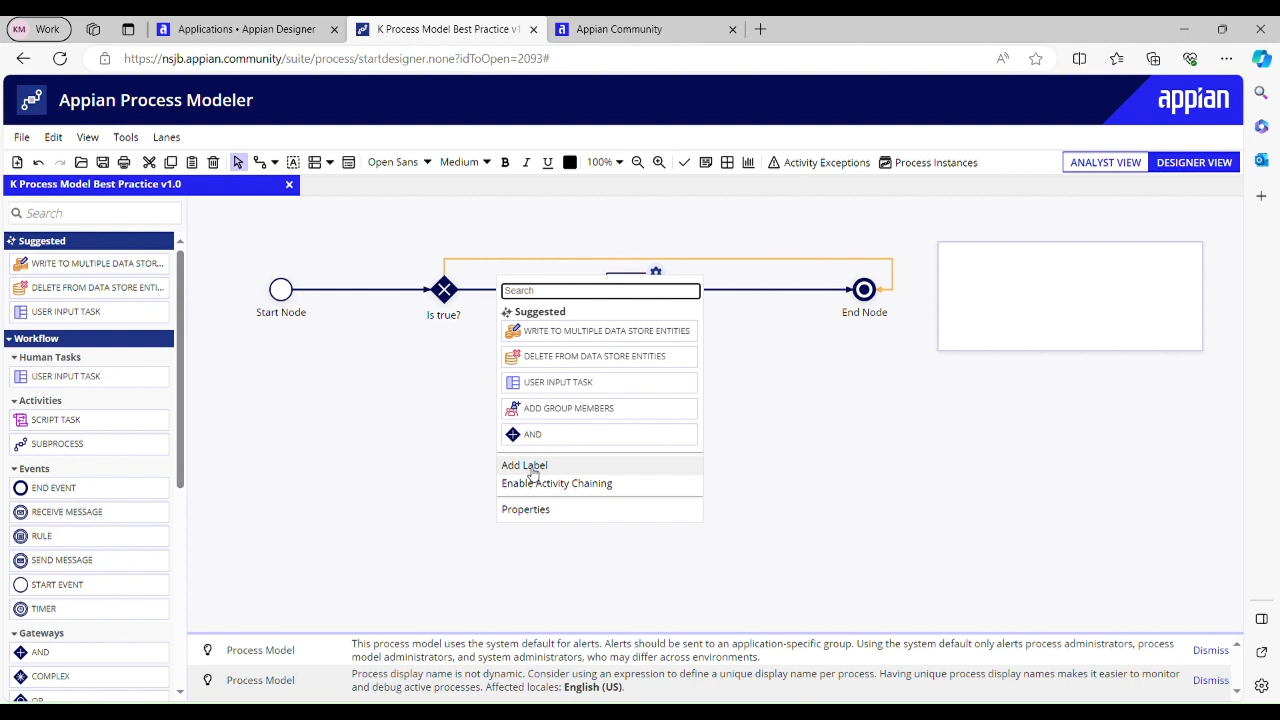 KM Work
Applications • Appian Designer
K Process Model Best Practice v1
Appian Community
https://nsjb.appian.community/suite/process/startdesigner.none?idToOpen=2093#
Appian Process Modeler
appian
File Edit View Tools Lanes
Open Sans Medium B I U 100% Activity Exceptions Process Instances ANALYST VIEW DESIGNER VIEW
K Process Model Best Practice v1.0
Search
Suggested
WRITE TO MULTIPLE DATA STOR...
DELETE FROM DATA STORE ENTI...
USER INPUT TASK
Workflow
Human Tasks
USER INPUT TASK
Activities
SCRIPT TASK
SUBPROCESS
Events
END EVENT
RECEIVE MESSAGE
RULE
SEND MESSAGE
START EVENT
TIMER
Gateways
AND
COMPLEX
OR
Start Node
Is true?
End Node
Search
Suggested
WRITE TO MULTIPLE DATA STORE ENTITIES
DELETE FROM DATA STORE ENTITIES
USER INPUT TASK
ADD GROUP MEMBERS
AND
Add Label
Enable Activity Chaining
Properties
Process Model
This process model uses the system default for alerts. Alerts should be sent to an application-specific group. Using the system default only alerts process administrators, process
model administrators, and system administrators, who may differ across environments.
Dismiss
Process Model
Process display name is not dynamic. Consider using an expression to define a unique display name per process. Having unique process display names makes it easier to monitor
and debug active processes. Affected locales: English (US).
Dismiss